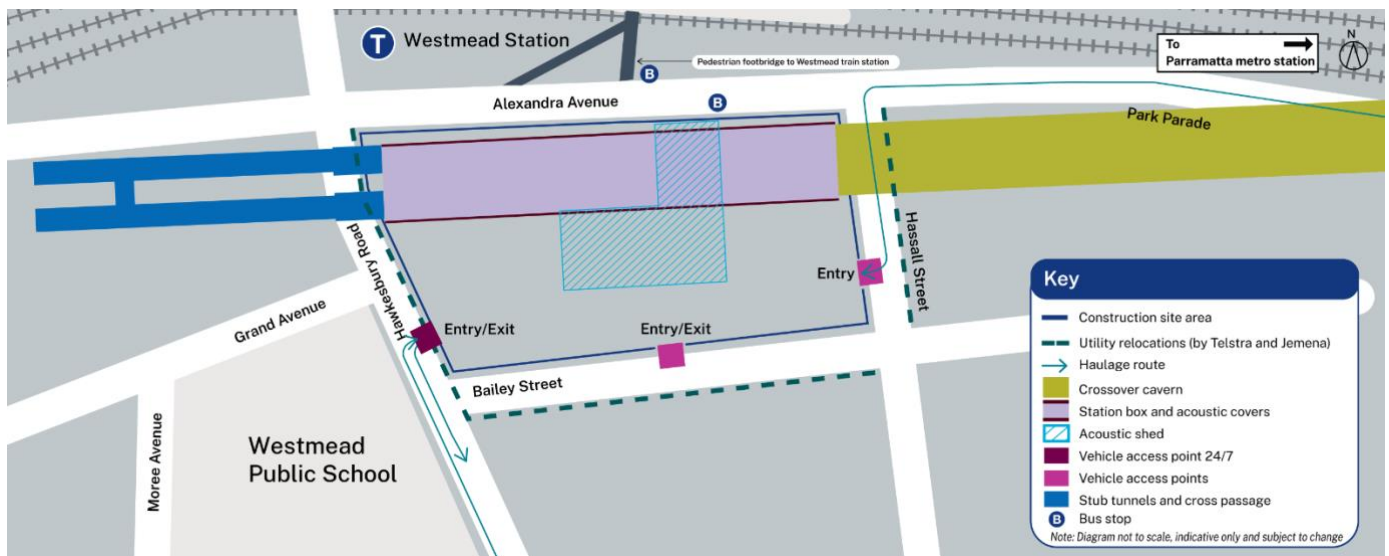 T Westmead Station
Pedestrian footbridge to Westmead train station
B
B
To
Parramatta metro station
N
Alexandra Avenue
Park Parade
Hawkesbury Road
Hassall Street
Entry
Grand Avenue
Entry/Exit
Entry/Exit
Bailey Street
Moree Avenue
Westmead
Public School
Key
Construction site area
Utility relocations (by Telstra and Jemena)
Haulage route
Crossover cavern
Station box and acoustic covers
Acoustic shed
Vehicle access point 24/7
Vehicle access points
Stub tunnels and cross passage
B Bus stop
Note: Diagram not to scale, indicative only and subject to change